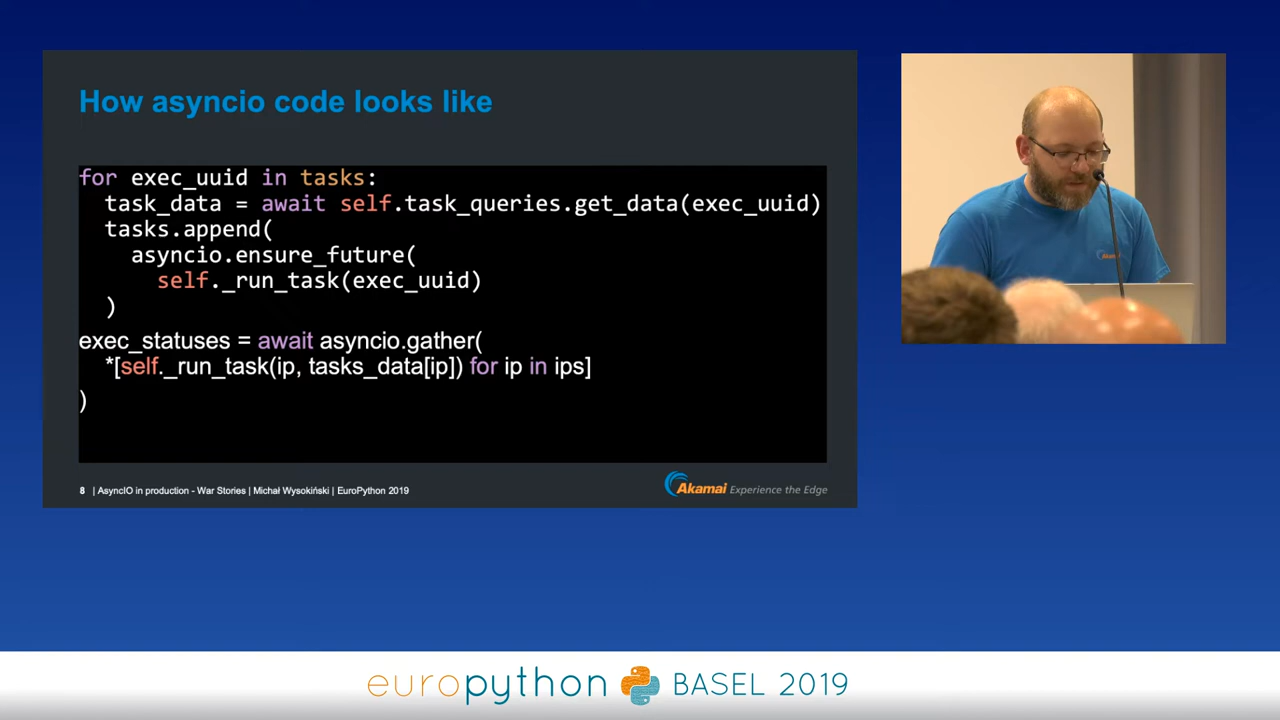 How asyncio code looks like
for exec_uuid in tasks:
task_data = await self.task_queries.get_data(exec_uuid)
tasks.append(
asyncio.ensure_future(
self._run_task(exec_uuid)
)
exec_statuses = await asyncio.gather(
*[self._run_task(ip, tasks_data[ip]) for ip in ips]
)
8 | AsyncIO in production - War Stories | Michał Wysokiński | EuroPython 2019
Akamai Experience the Edge
Akamai
europython BASEL 2019